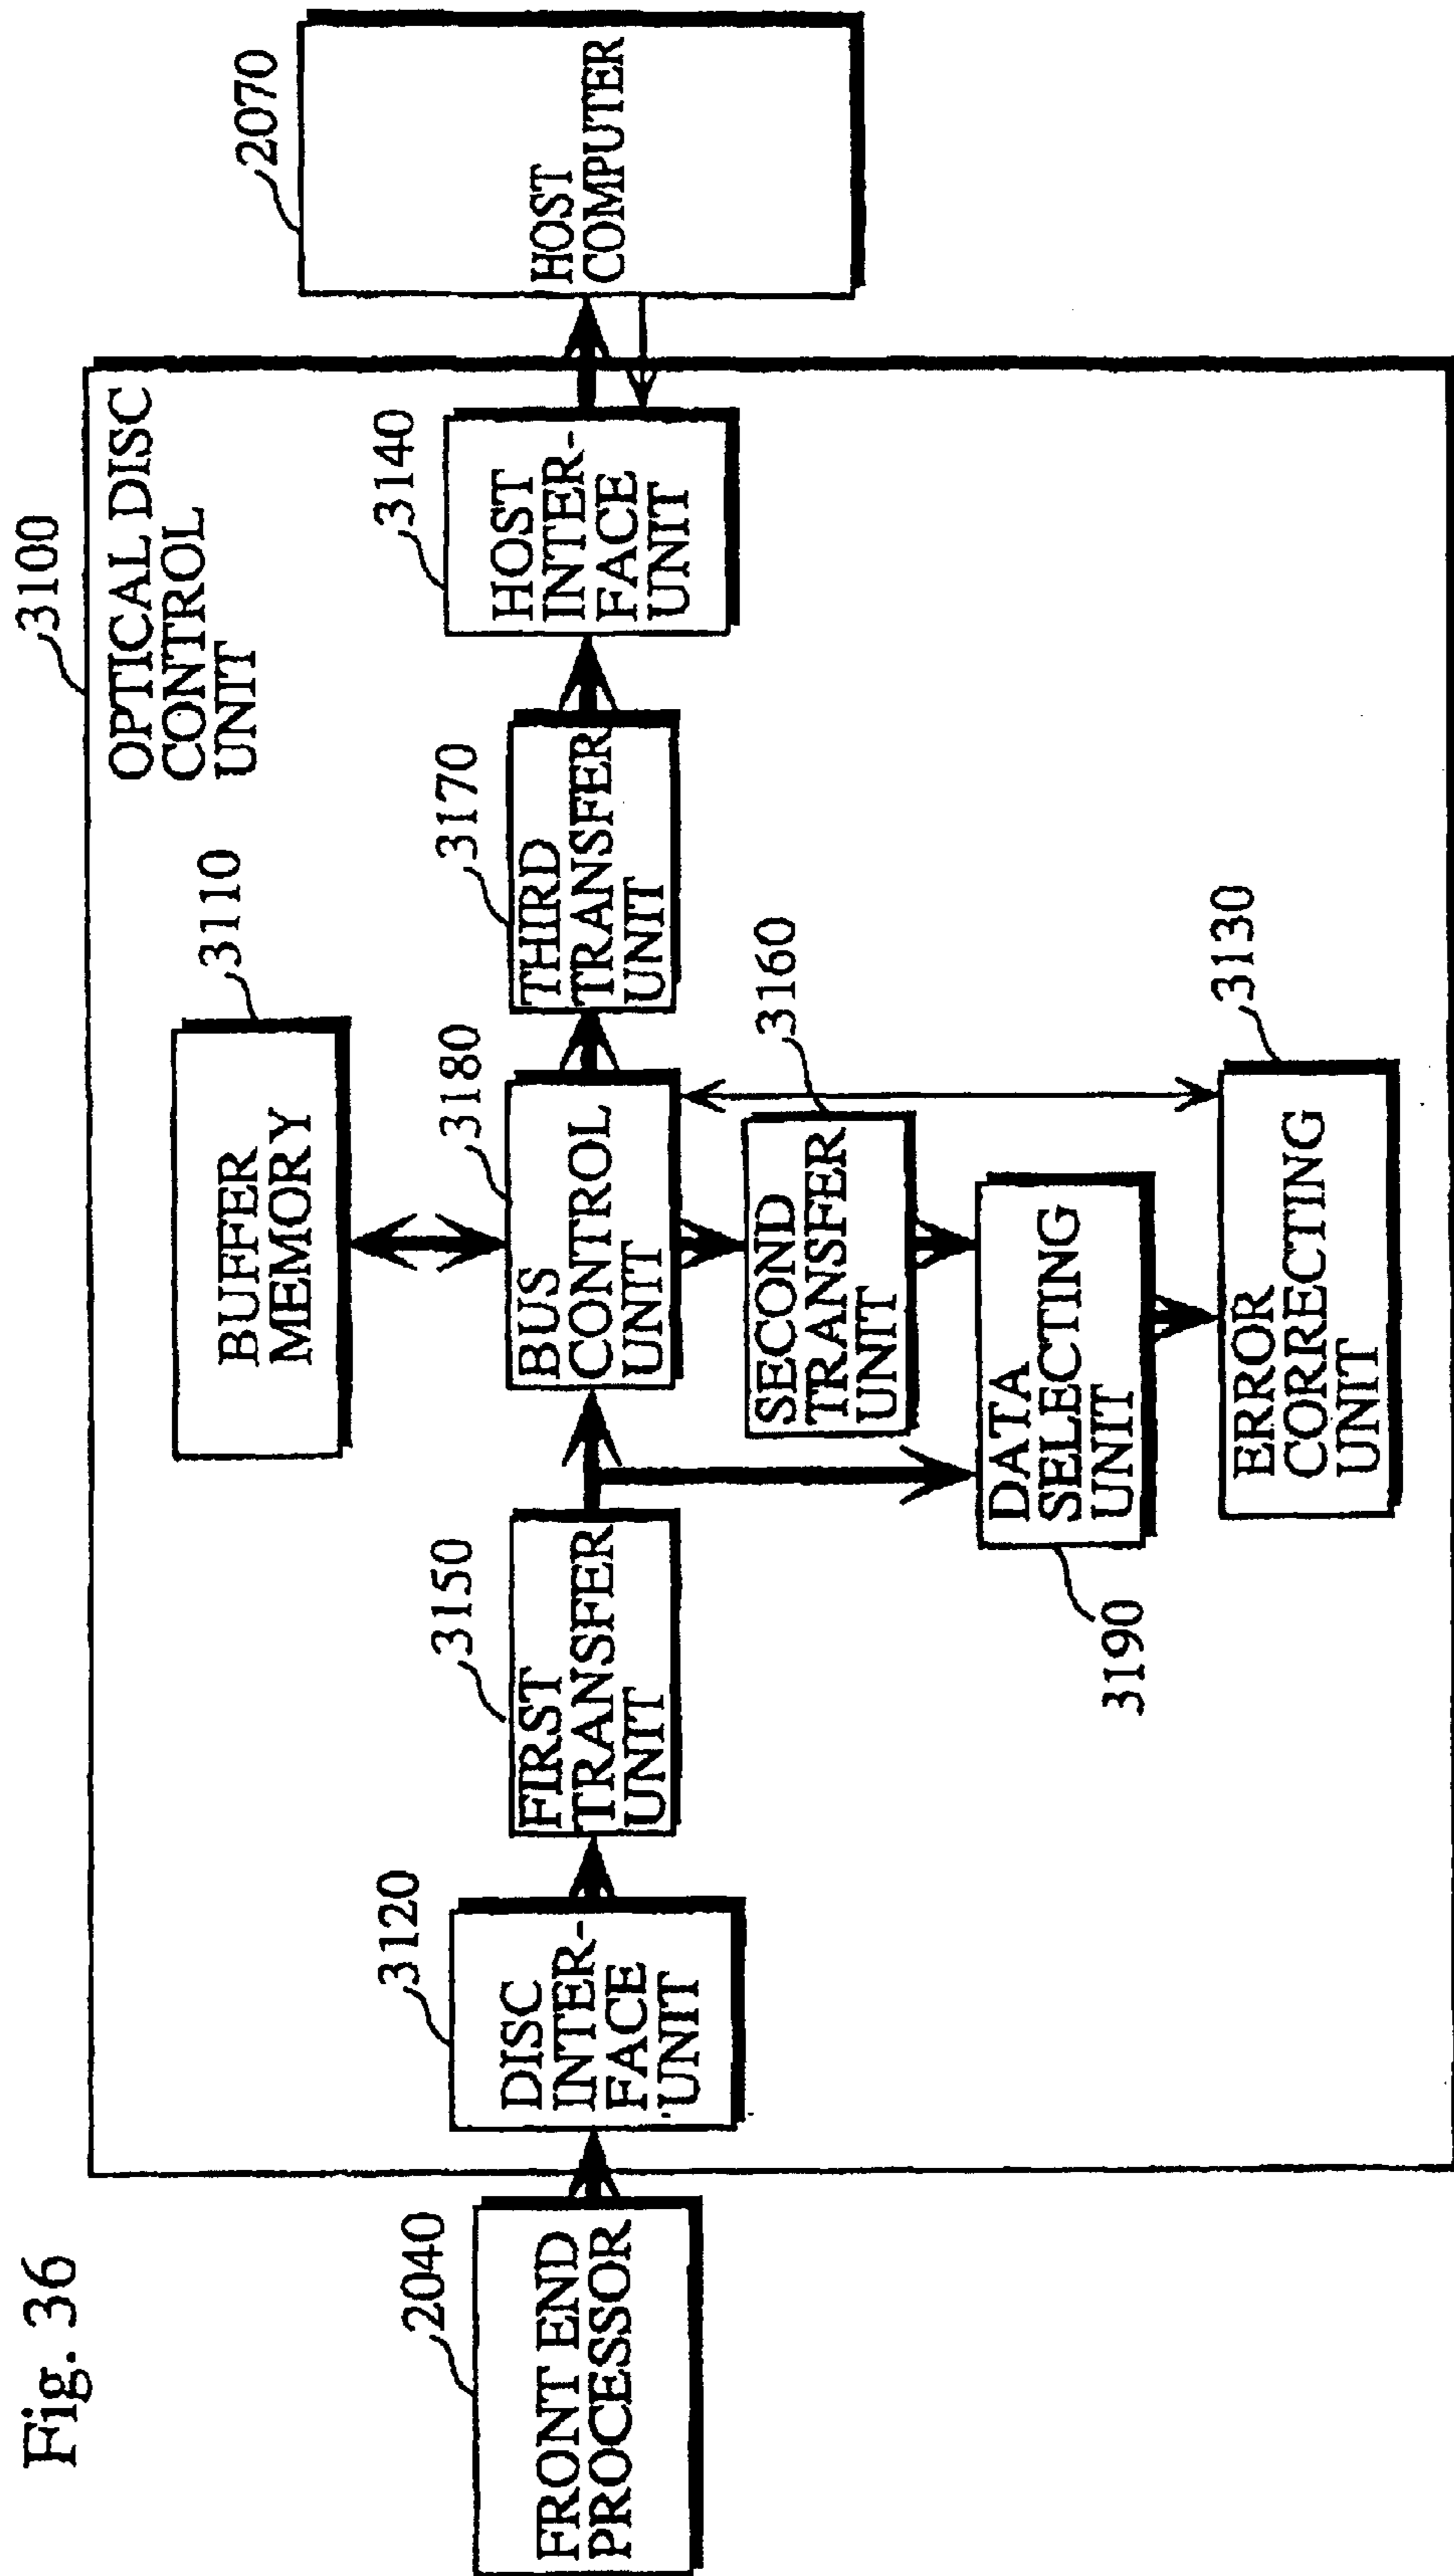 Fig. 36
3100
OPTICAL DISC
CONTROL
UNIT
2040
FRONT END
PROCESSOR
3120
DISC
INTER-
FACE
UNIT
3150
FIRST
TRANSFER
UNIT
3110
BUFFER
MEMORY
3180
BUS
CONTROL
UNIT
3170
THIRD
TRANSFER
UNIT
3140
HOST
INTER-
FACE
UNIT
2070
HOST
COMPUTER
3160
SECOND
TRANSFER
UNIT
3190
DATA
SELECTING
UNIT
3130
ERROR
CORRECTING
UNIT